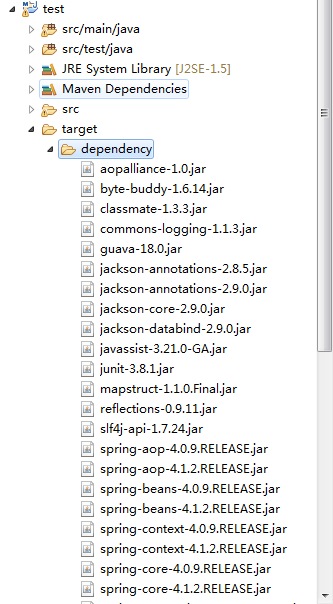 test
src/main/java
src/test/java
JRE System Library [J2SE-1.5]
Maven Dependencies
src
target
dependency
aopalliance-1.0.jar
byte-buddy-1.6.14.jar
classmate-1.3.3.jar
commons-logging-1.1.3.jar
guava-18.0.jar
jackson-annotations-2.8.5.jar
jackson-annotations-2.9.0.jar
jackson-core-2.9.0.jar
jackson-databind-2.9.0.jar
javassist-3.21.0-GA.jar
junit-3.8.1.jar
mapstruct-1.1.0.Final.jar
reflections-0.9.11.jar
slf4j-api-1.7.24.jar
spring-aop-4.0.9.RELEASE.jar
spring-aop-4.1.2.RELEASE.jar
spring-beans-4.0.9.RELEASE.jar
spring-beans-4.1.2.RELEASE.jar
spring-context-4.0.9.RELEASE.jar
spring-context-4.1.2.RELEASE.jar
spring-core-4.0.9.RELEASE.jar
spring-core-4.1.2.RELEASE.jar